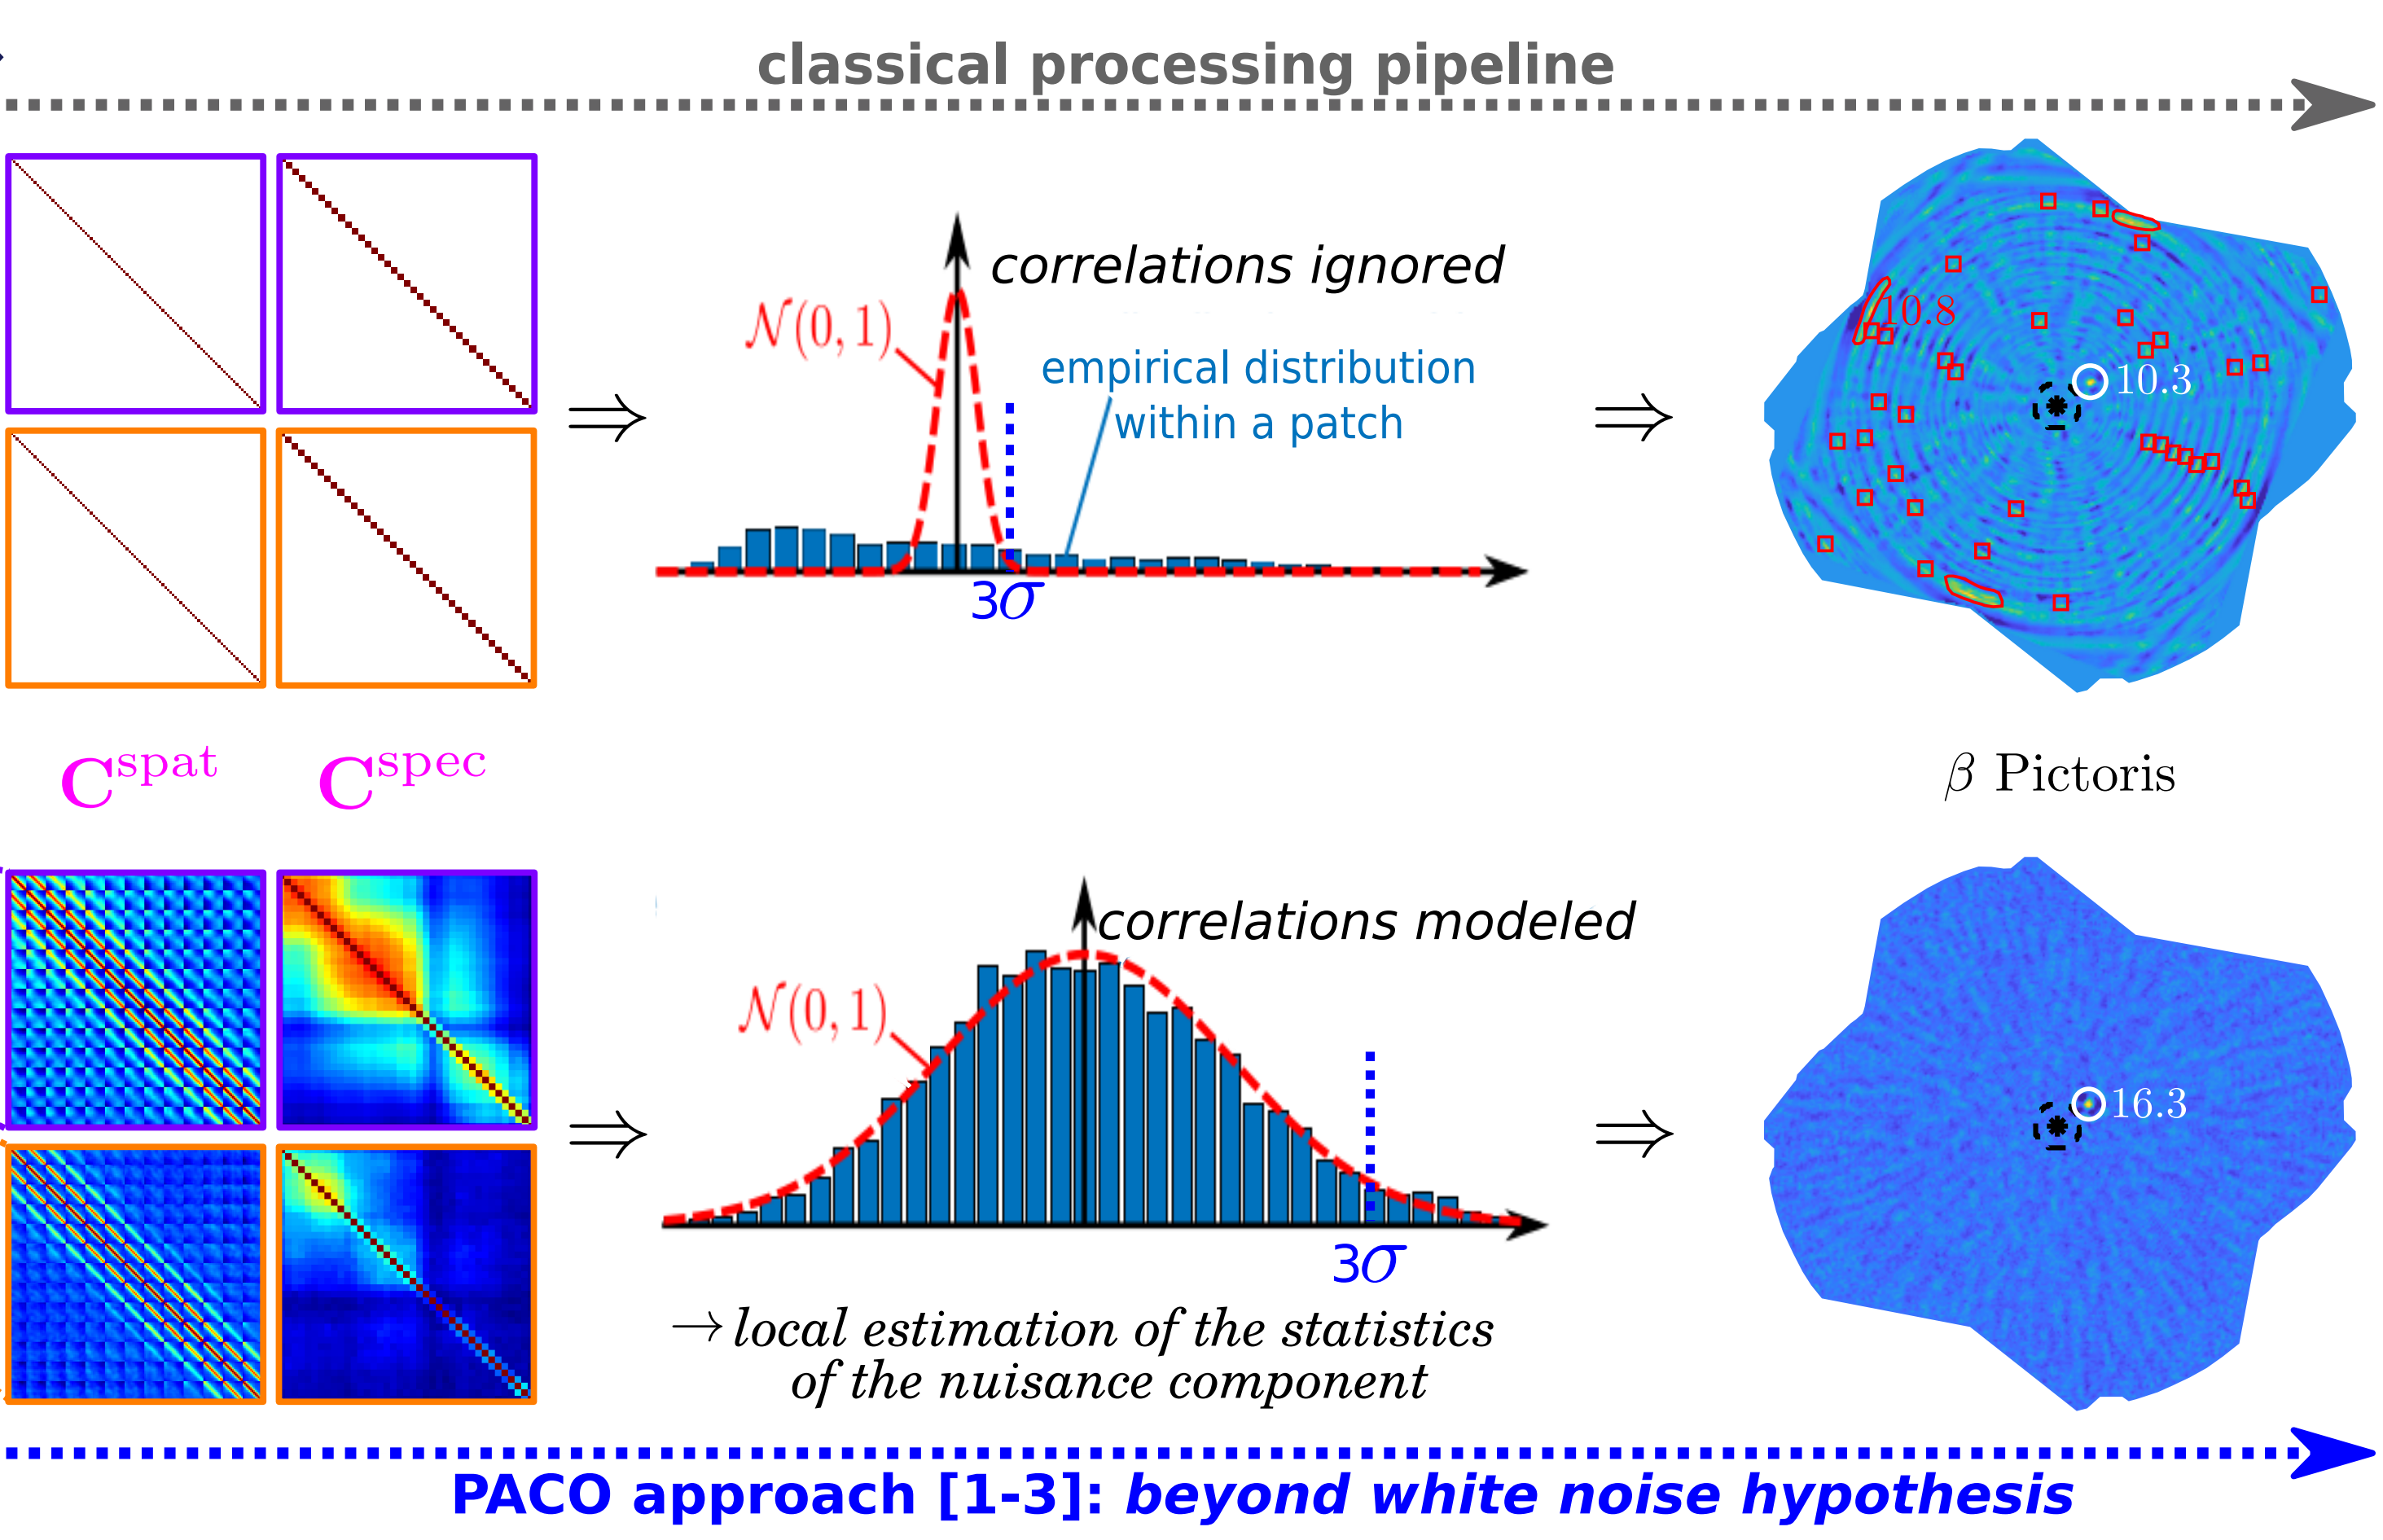 classical processing pipeline
correlations ignored
𝒩(0, 1)
empirical distribution
within a patch
3σ
10.8
10.3
C^spat
C^spec
β Pictoris
correlations modeled
𝒩(0, 1)
3σ
16.3
→ local estimation of the statistics
of the nuisance component
PACO approach [1-3]: beyond white noise hypothesis